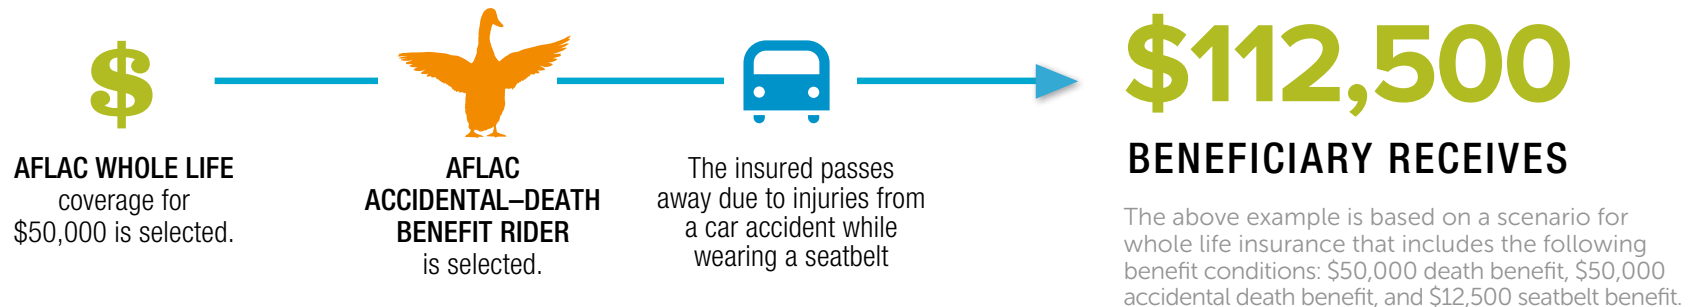 $
AFLAC WHOLE LIFE
coverage for
$50,000 is selected.
AFLAC
ACCIDENTAL–DEATH
BENEFIT RIDER
is selected.
The insured passes
away due to injuries from
a car accident while
wearing a seatbelt
$112,500
BENEFICIARY RECEIVES
The above example is based on a scenario for
whole life insurance that includes the following
benefit conditions: $50,000 death benefit, $50,000
accidental death benefit, and $12,500 seatbelt benefit.